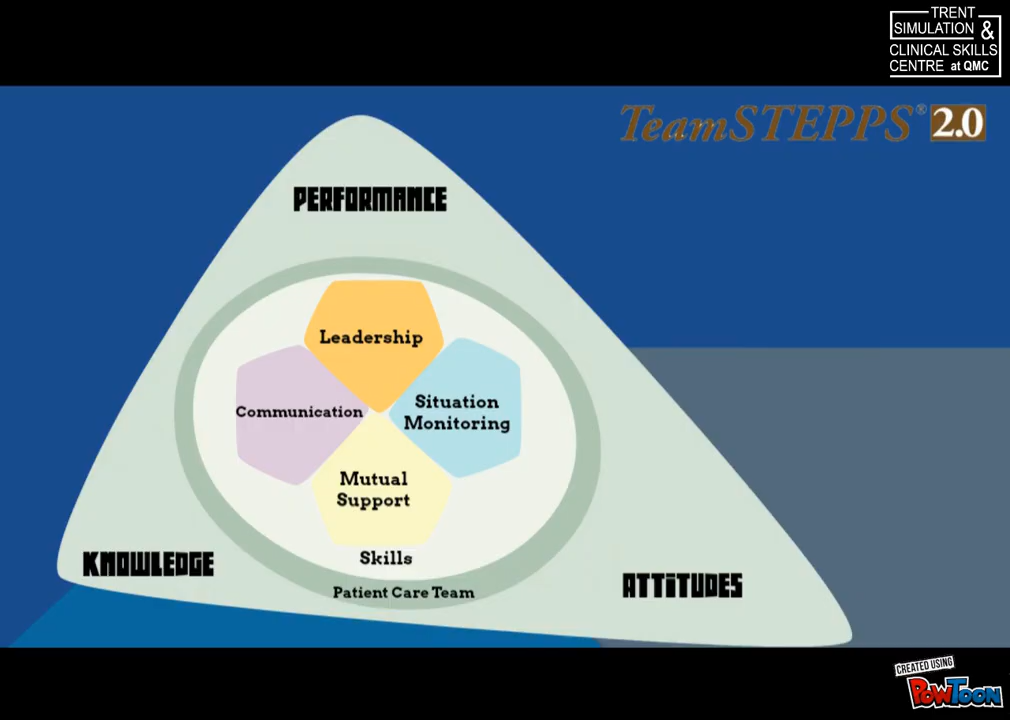 TRENT
SIMULATION &
CLINICAL SKILLS
CENTRE at QMC
TeamSTEPPS® 2.0
PERFORMANCE
Leadership
Communication
Situation
Monitoring
Mutual
Support
Skills
Patient Care Team
KNOWLEDGE
ATTITUDES
CREATED USING
POWTOON